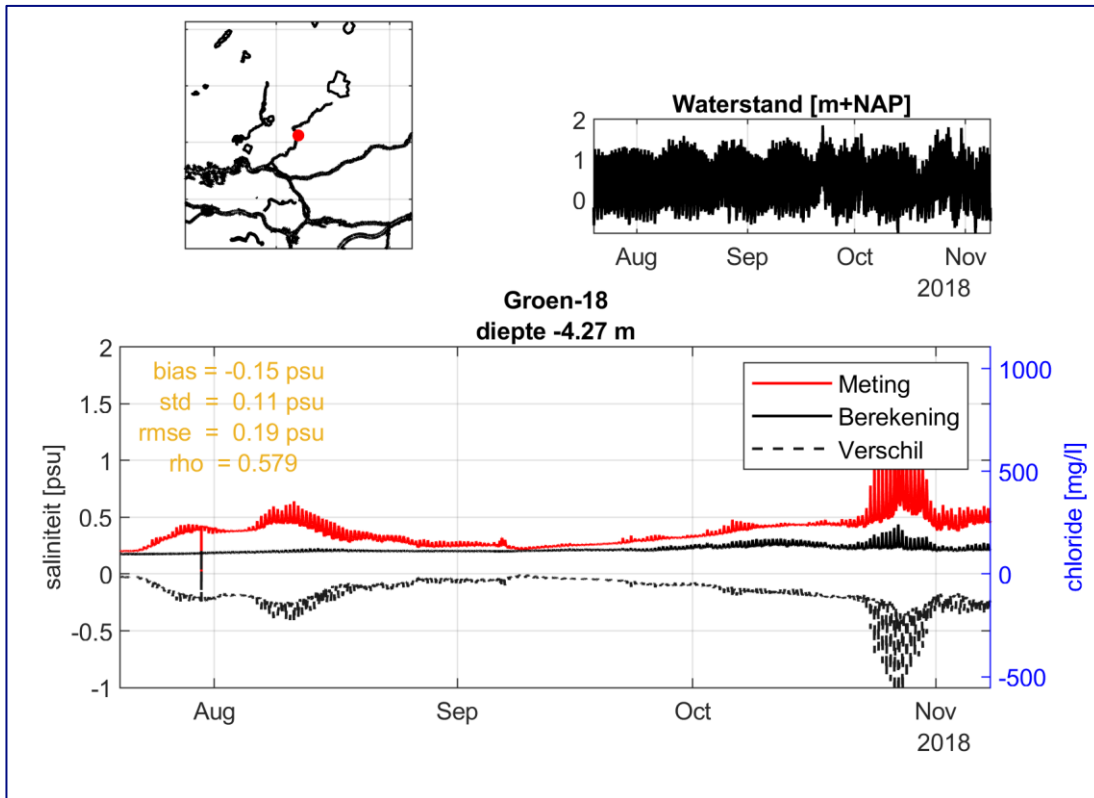 Waterstand [m+NAP]
2
1
0
Aug Sep Oct Nov
2018
Groen-18
diepte -4.27 m
2
1.5
1
0.5
0
-0.5
-1
saliniteit [psu]
bias = -0.15 psu
std = 0.11 psu
rmse = 0.19 psu
rho = 0.579
Meting
Berekening
Verschil
1000
500
0
-500
chloride [mg/l]
Aug Sep Oct Nov
2018